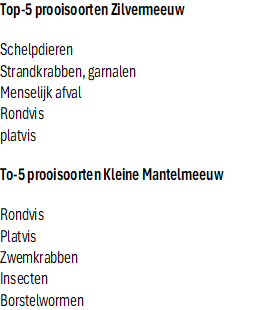 Top-5 prooisoorten Zilvermeeuw
Schelpdieren
Strandkrabben, garnalen
Menselijk afval
Rondvis
platvis
To-5 prooisoorten Kleine Mantelmeeuw
Rondvis
Platvis
Zwemkrabben
Insecten
Borstelwormen